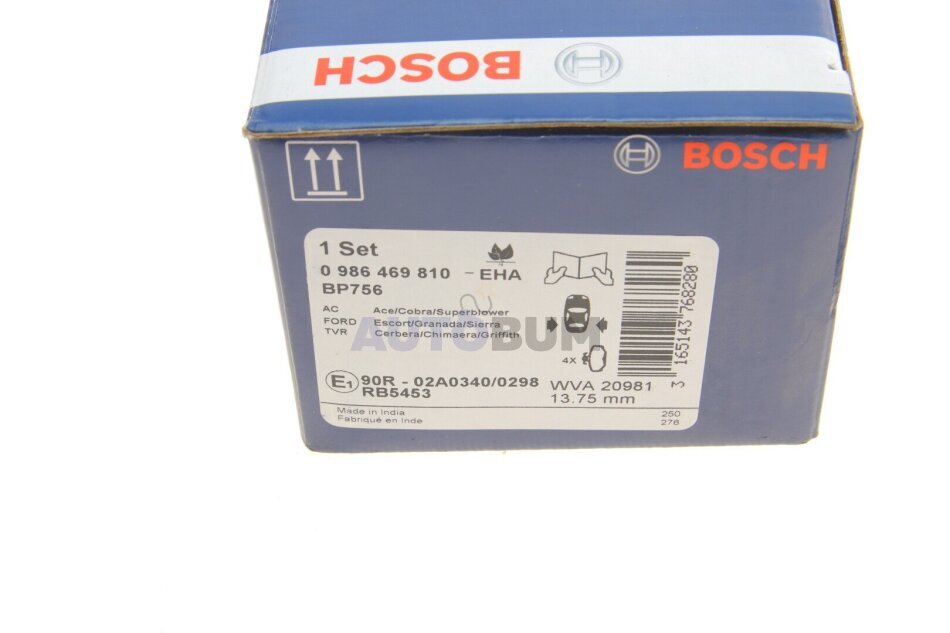 BOSCH
BOSCH
1 Set
0 986 469 810 - EHA
BP756
AC Ace/Cobra/Superblower
FORD Escort/Granada/Sierra
TVR Cerbera/Chimaera/Griffith
AUTOBUM
4X
E1 90R - 02A0340/0298
RB5453
WVA 20981
13.75 mm
3 165143 768280
Made in India
Fabriqué en Inde
250
276